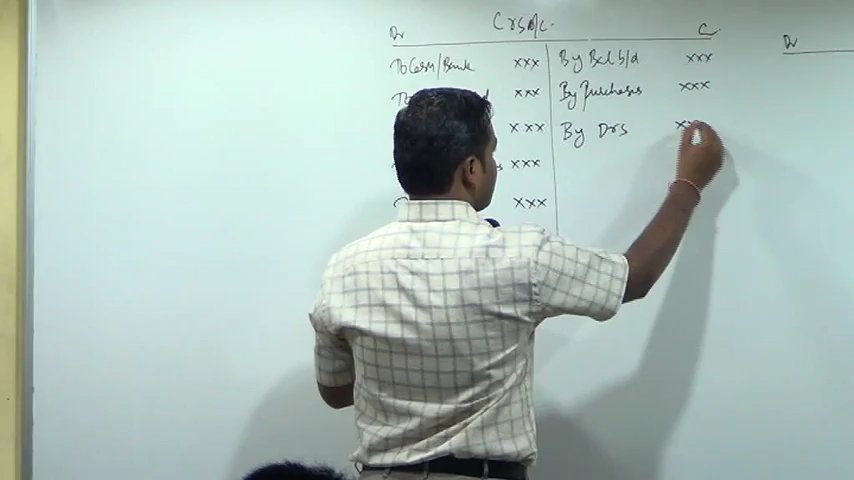 Dr Crs A/c. Cr
To Cash/Bank xxx By Bal b/d xxx
xxx By Purchases xxx
xxx By Drs
xxx
xxx
Dr